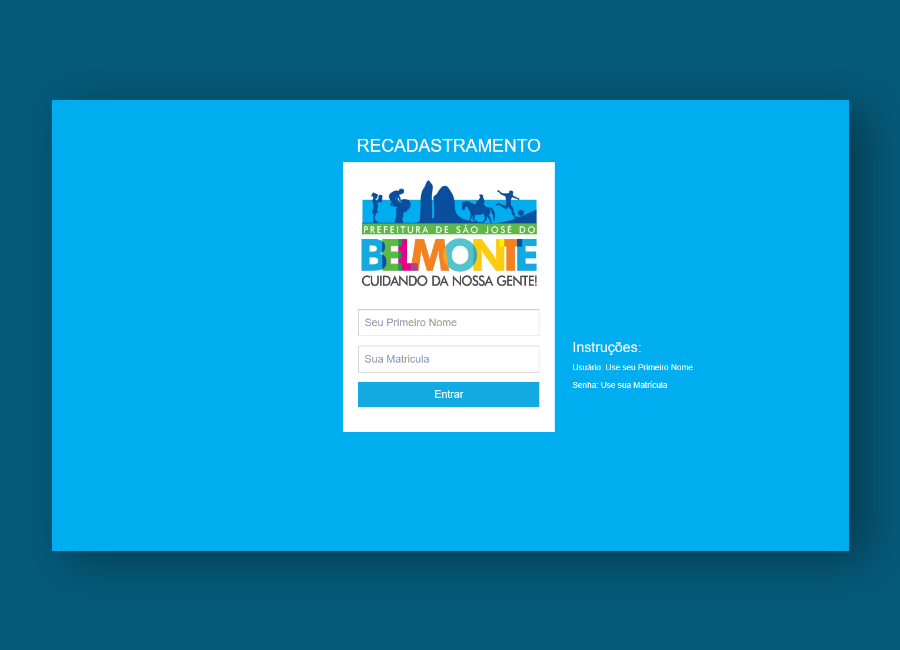 RECADASTRAMENTO
PREFEITURA DE SÃO JOSÉ DO
BELMONTE
CUIDANDO DA NOSSA GENTE!
Seu Primeiro Nome
Sua Matricula
Entrar
Instruções:
Usuário: Use seu Primeiro Nome
Senha: Use sua Matrícula